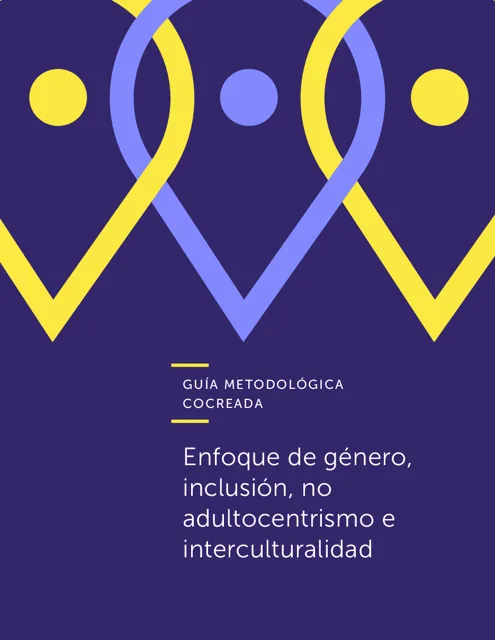 GUÍA METODOLÓGICA
COCREADA
Enfoque de género,
inclusión, no
adultocentrismo e
interculturalidad